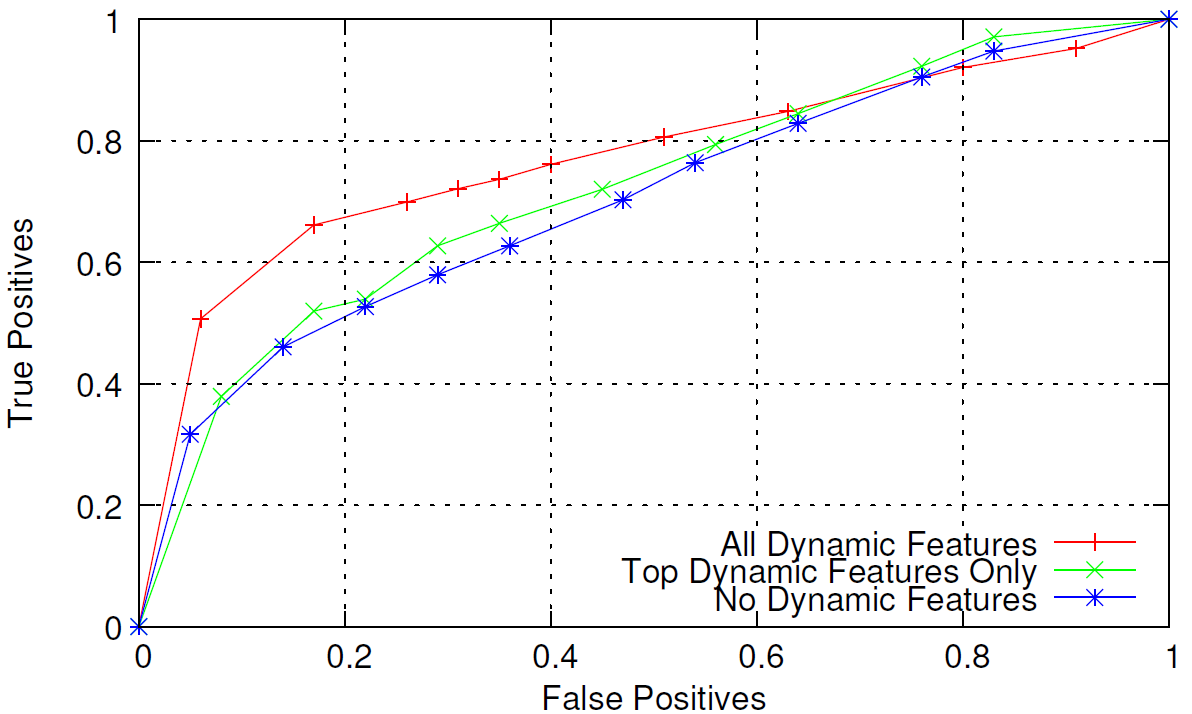 1
0.8
0.6
0.4
0.2
0
True Positives
All Dynamic Features
Top Dynamic Features Only
No Dynamic Features
0 0.2 0.4 0.6 0.8 1
False Positives